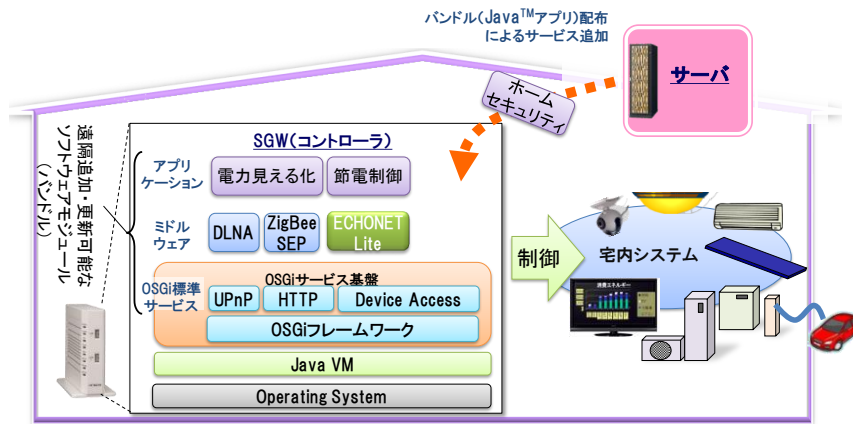 バンドル(Java™アプリ)配布
によるサービス追加
サーバ
ホーム
セキュリティ
遠隔追加・更新可能な
ソフトウェアモジュール
(バンドル)
SGW(コントローラ)
アプリ
ケーション
電力見える化
節電制御
ミドル
ウェア
DLNA
ZigBee
SEP
ECHONET
Lite
OSGi標準
サービス
OSGiサービス基盤
UPnP
HTTP
Device Access
OSGiフレームワーク
Java VM
Operating System
制御
宅内システム
消費エネルギー